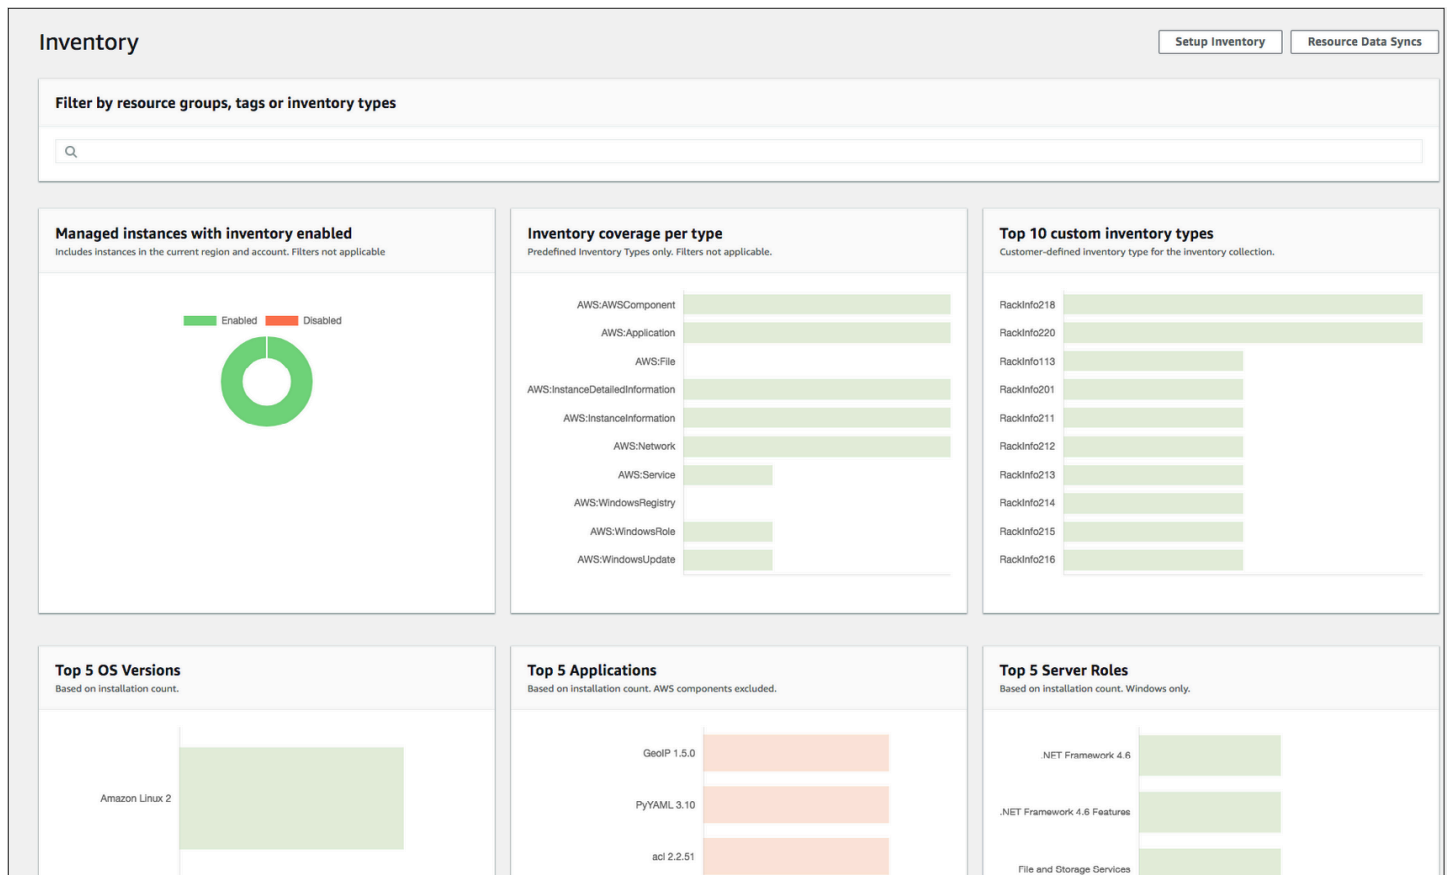 Inventory
Setup Inventory
Resource Data Syncs
Filter by resource groups, tags or inventory types
Managed instances with inventory enabled
Includes instances in the current region and account. Filters not applicable
Enabled
Disabled
Inventory coverage per type
Predefined Inventory Types only. Filters not applicable.
AWS:AWSComponent
AWS:Application
AWS:File
AWS:InstanceDetailedInformation
AWS:InstanceInformation
AWS:Network
AWS:Service
AWS:WindowsRegistry
AWS:WindowsRole
AWS:WindowsUpdate
Top 10 custom inventory types
Customer-defined inventory type for the inventory collection.
RackInfo218
RackInfo220
RackInfo113
RackInfo201
RackInfo211
RackInfo212
RackInfo213
RackInfo214
RackInfo215
RackInfo216
Top 5 OS Versions
Based on installation count.
Amazon Linux 2
Top 5 Applications
Based on installation count. AWS components excluded.
GeoIP 1.5.0
PyYAML 3.10
acl 2.2.51
Top 5 Server Roles
Based on installation count. Windows only.
.NET Framework 4.6
.NET Framework 4.6 Features
File and Storage Services